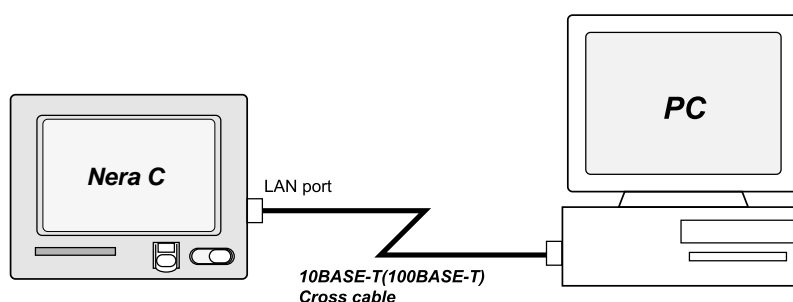 PC
Nera C
LAN port
10BASE-T(100BASE-T)
Cross cable